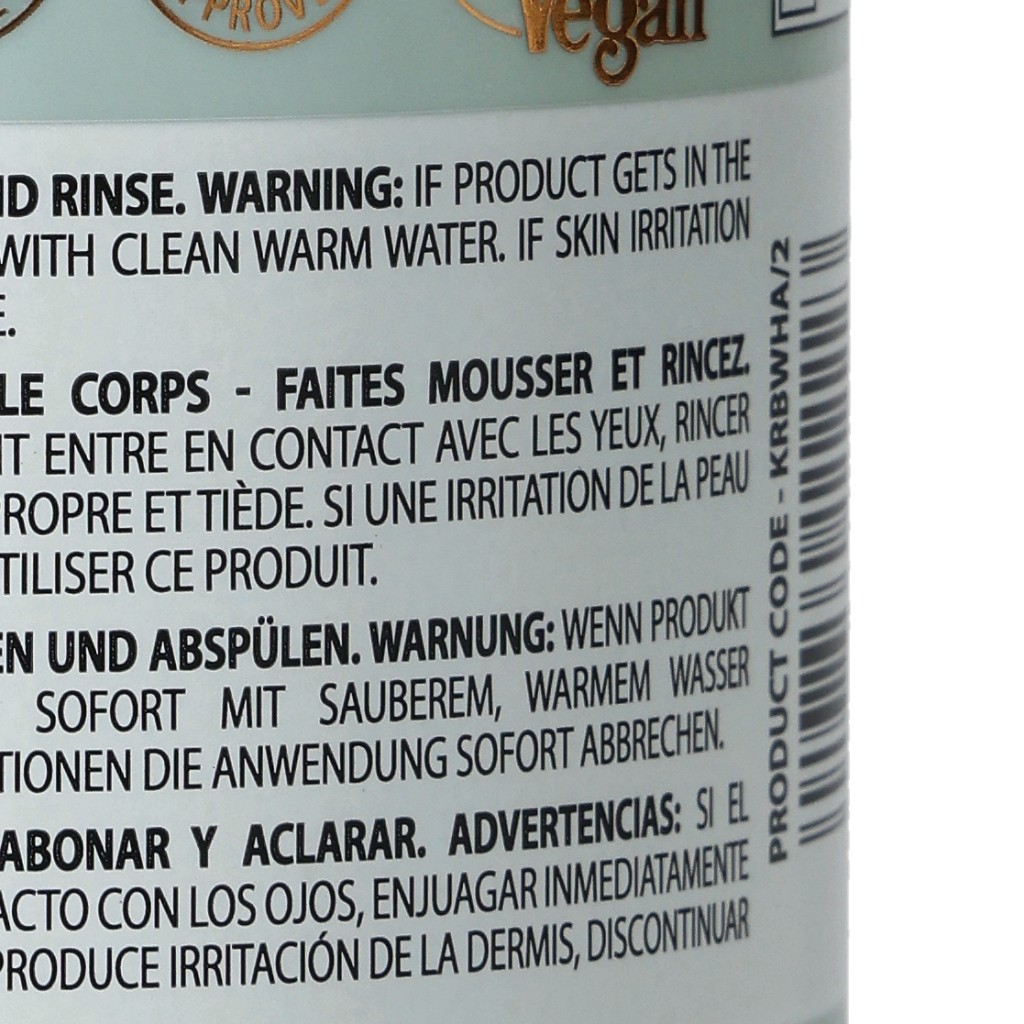 PROV
vegan
ND RINSE. WARNING: IF PRODUCT GETS IN THE
WITH CLEAN WARM WATER. IF SKIN IRRITATION
E.
LE CORPS - FAITES MOUSSER ET RINCEZ.
IT ENTRE EN CONTACT AVEC LES YEUX, RINCER
PROPRE ET TIÈDE. SI UNE IRRITATION DE LA PEAU
TILISER CE PRODUIT.
EN UND ABSPÜLEN. WARNUNG: WENN PRODUKT
SOFORT MIT SAUBEREM, WARMEM WASSER
TIONEN DIE ANWENDUNG SOFORT ABBRECHEN.
ABONAR Y ACLARAR. ADVERTENCIAS: SI EL
ACTO CON LOS OJOS, ENJUAGAR INMEDIATAMENTE
PRODUCE IRRITACIÓN DE LA DERMIS, DISCONTINUAR
PRODUCT CODE - KRBWHA/2